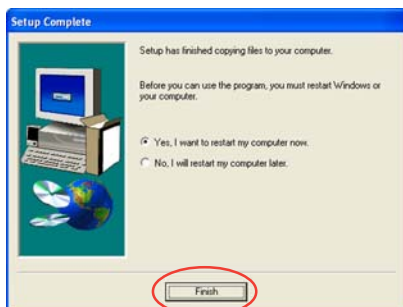 Setup Complete
Setup has finished copying files to your computer.
Before you can use the program, you must restart Windows or
your computer.
Yes, I want to restart my computer now.
No, I will restart my computer later.
Finish